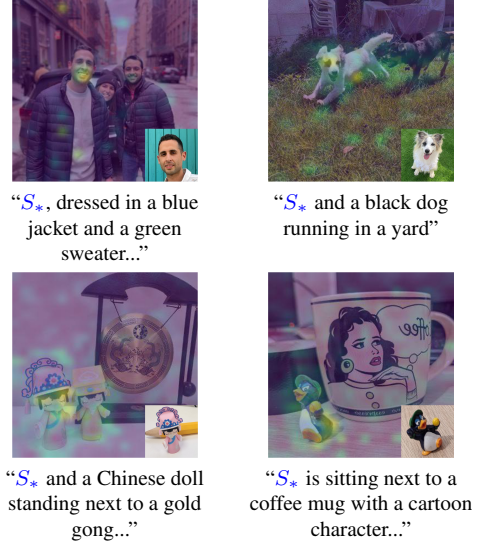 “S*, dressed in a blue
jacket and a green
sweater...”
“S* and a black dog
running in a yard”
offee
“S* and a Chinese doll
standing next to a gold
gong...”
“S* is sitting next to a
coffee mug with a cartoon
character...”